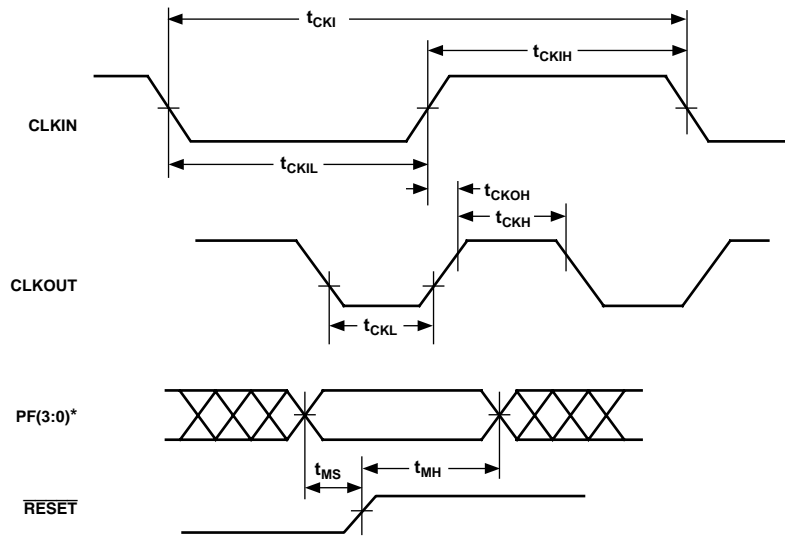 tCKI
tCKIH
CLKIN
tCKIL
tCKOH
tCKH
CLKOUT
tCKL
PF(3:0)*
tMS
tMH
RESET